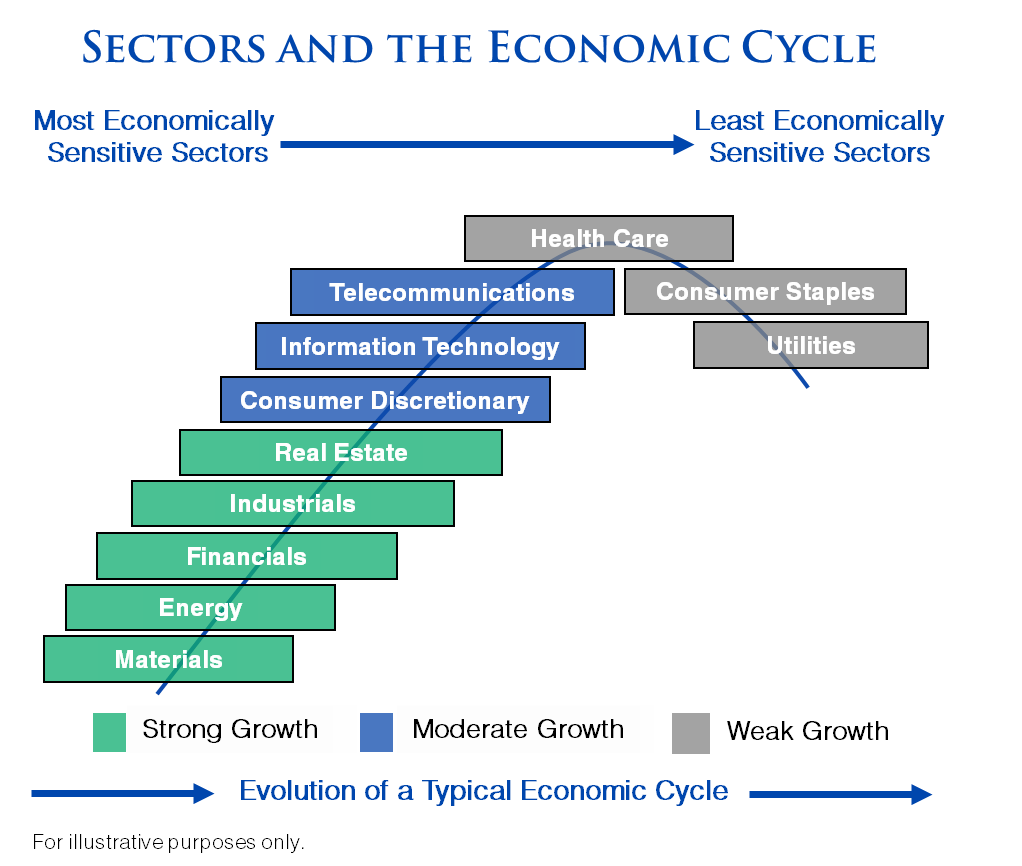 SECTORS AND THE ECONOMIC CYCLE
Most Economically
Sensitive Sectors
Least Economically
Sensitive Sectors
Health Care
Telecommunications
Consumer Staples
Information Technology
Utilities
Consumer Discretionary
Real Estate
Industrials
Financials
Energy
Materials
Strong Growth
Moderate Growth
Weak Growth
Evolution of a Typical Economic Cycle
For illustrative purposes only.